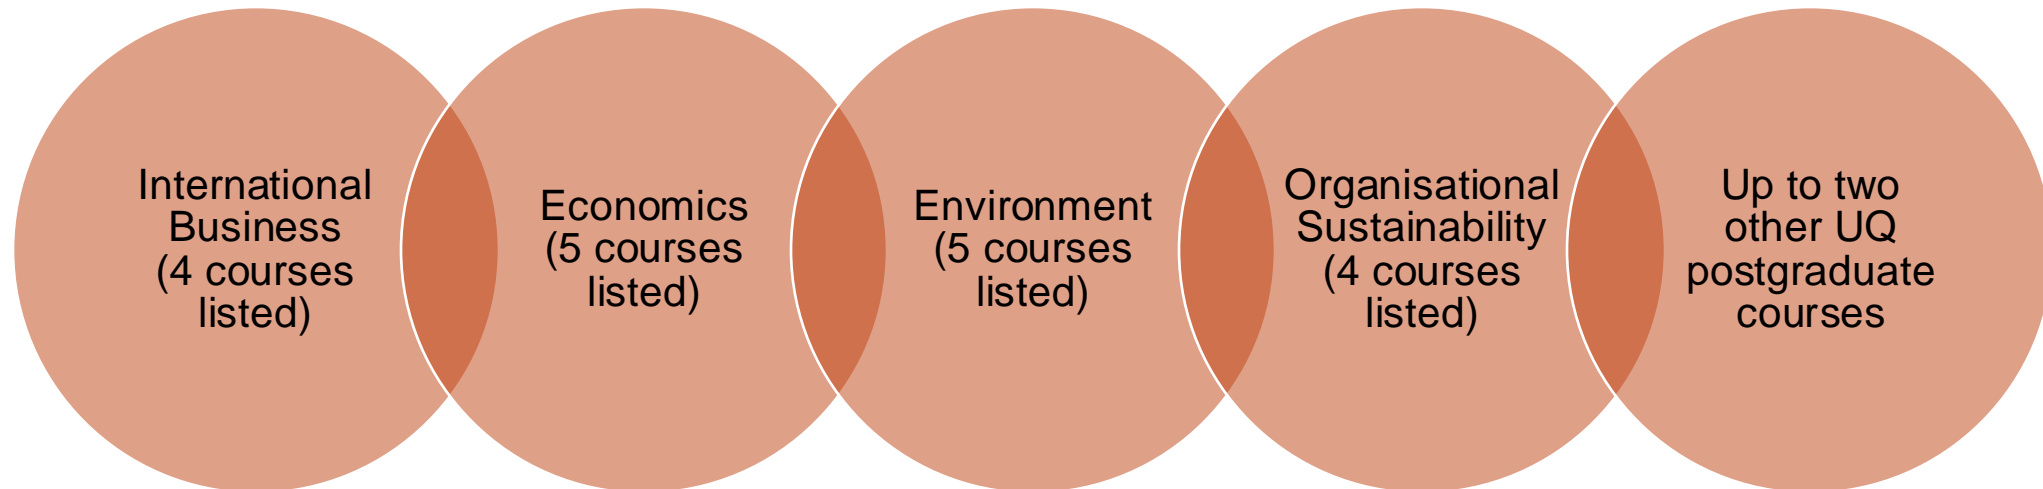 International
Business
(4 courses
listed)
Economics
(5 courses
listed)
Environment
(5 courses
listed)
Organisational
Sustainability
(4 courses
listed)
Up to two
other UQ
postgraduate
courses